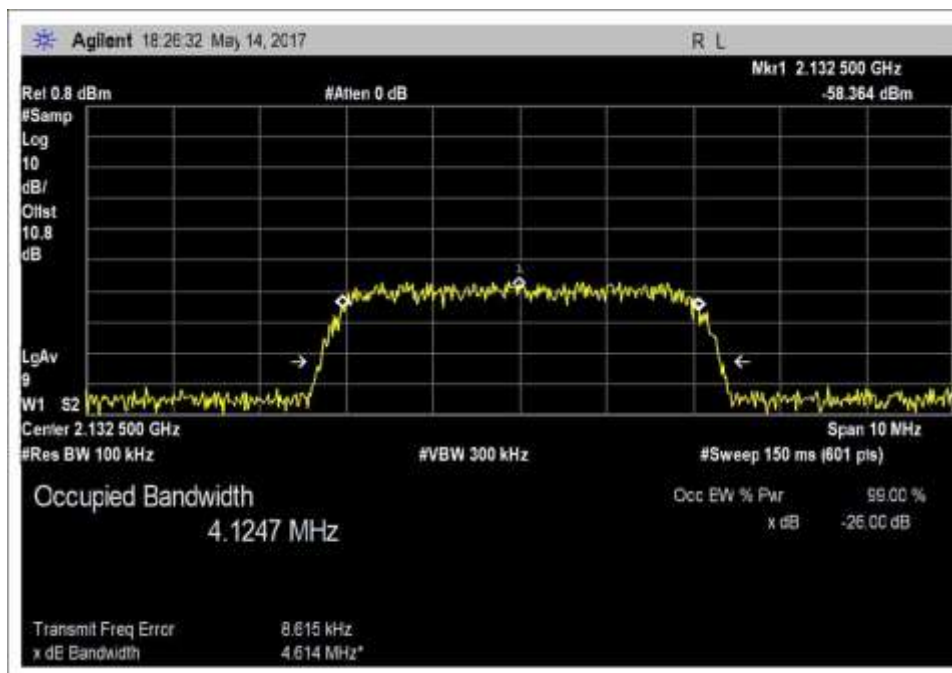 Agilent 18:26:32 May 14, 2017 R L
Mkr1 2.132 500 GHz
Ref 0.8 dBm #Atten 0 dB -58.364 dBm
#Samp
Log
10
dB/
Offst
10.8
dB
1
LgAv
9
W1 S2
Center 2.132 500 GHz Span 10 MHz
#Res BW 100 kHz #VBW 300 kHz #Sweep 150 ms (601 pts)
Occupied Bandwidth Occ BW % Pwr 99.00 %
4.1247 MHz x dB -26.00 dB
Transmit Freq Error 8.615 kHz
x dB Bandwidth 4.614 MHz*